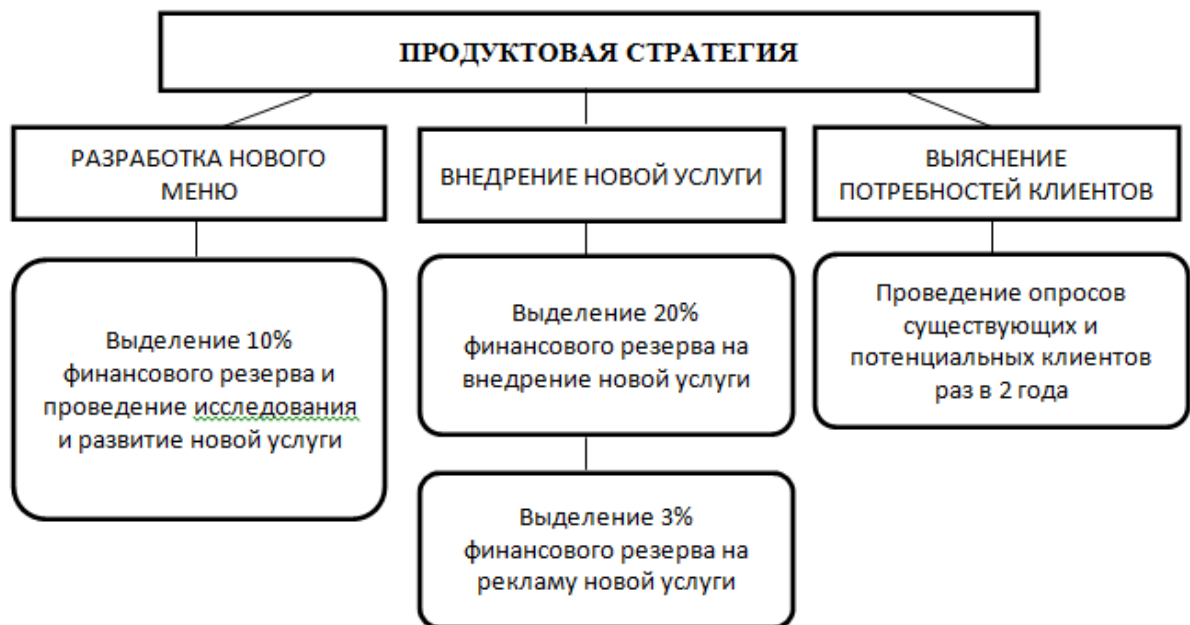 ПРОДУКТОВАЯ СТРАТЕГИЯ
РАЗРАБОТКА НОВОГО
МЕНЮ
ВНЕДРЕНИЕ НОВОЙ УСЛУГИ
ВЫЯСНЕНИЕ
ПОТРЕБНОСТЕЙ КЛИЕНТОВ
Выделение 10%
финансового резерва и
проведение исследования
и развитие новой услуги
Выделение 20%
финансового резерва на
внедрение новой услуги
Проведение опросов
существующих и
потенциальных клиентов
раз в 2 года
Выделение 3%
финансового резерва на
рекламу новой услуги